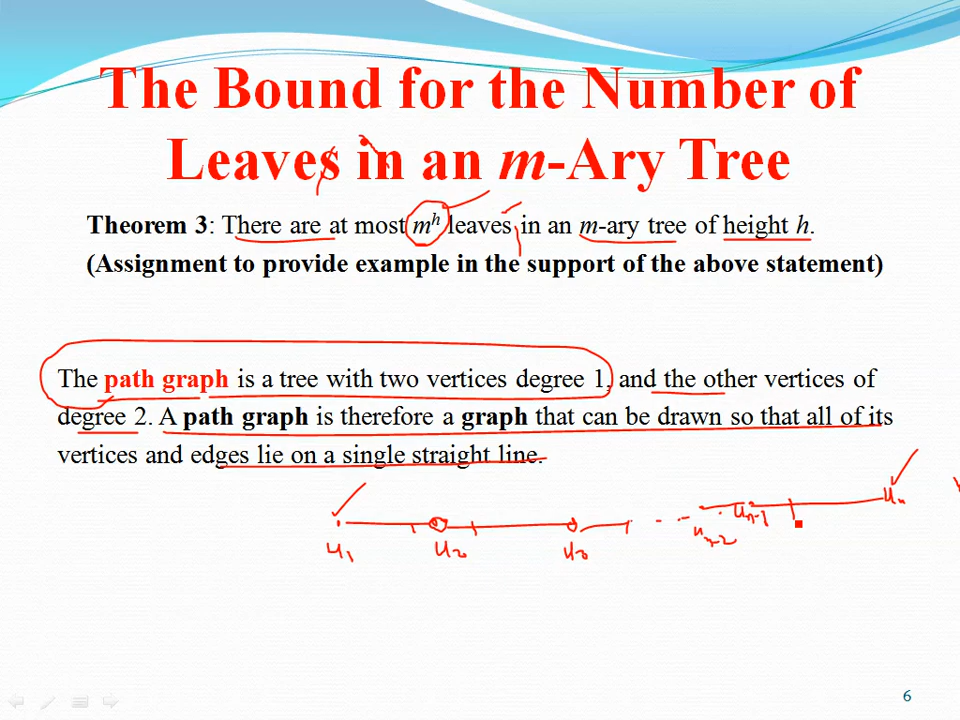 The Bound for the Number of
Leaves in an m-Ary Tree
Theorem 3: There are at most mʰ leaves in an m-ary tree of height h.
(Assignment to provide example in the support of the above statement)
The path graph is a tree with two vertices degree 1, and the other vertices of
degree 2. A path graph is therefore a graph that can be drawn so that all of its
vertices and edges lie on a single straight line.
u₁ u₂ u₃ uₙ₋₂ uₙ₋₁ uₙ
6